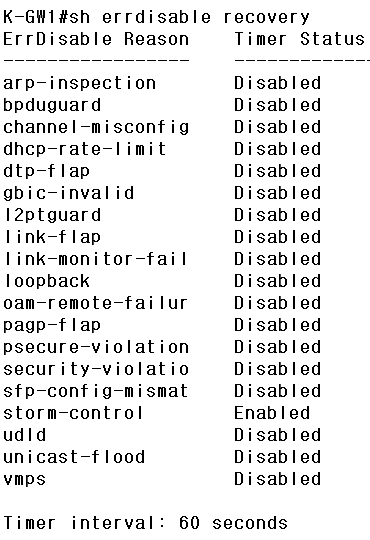 K-GW1#sh errdisable recovery
ErrDisable Reason    Timer Status
-----------------    -------------
arp-inspection       Disabled
bpduguard            Disabled
channel-misconfig    Disabled
dhcp-rate-limit      Disabled
dtp-flap             Disabled
gbic-invalid         Disabled
l2ptguard            Disabled
link-flap            Disabled
link-monitor-fail    Disabled
loopback             Disabled
oam-remote-failur    Disabled
pagp-flap            Disabled
psecure-violation    Disabled
security-violatio    Disabled
sfp-config-mismat    Disabled
storm-control        Enabled
udld                 Disabled
unicast-flood        Disabled
vmps                 Disabled
Timer interval: 60 seconds